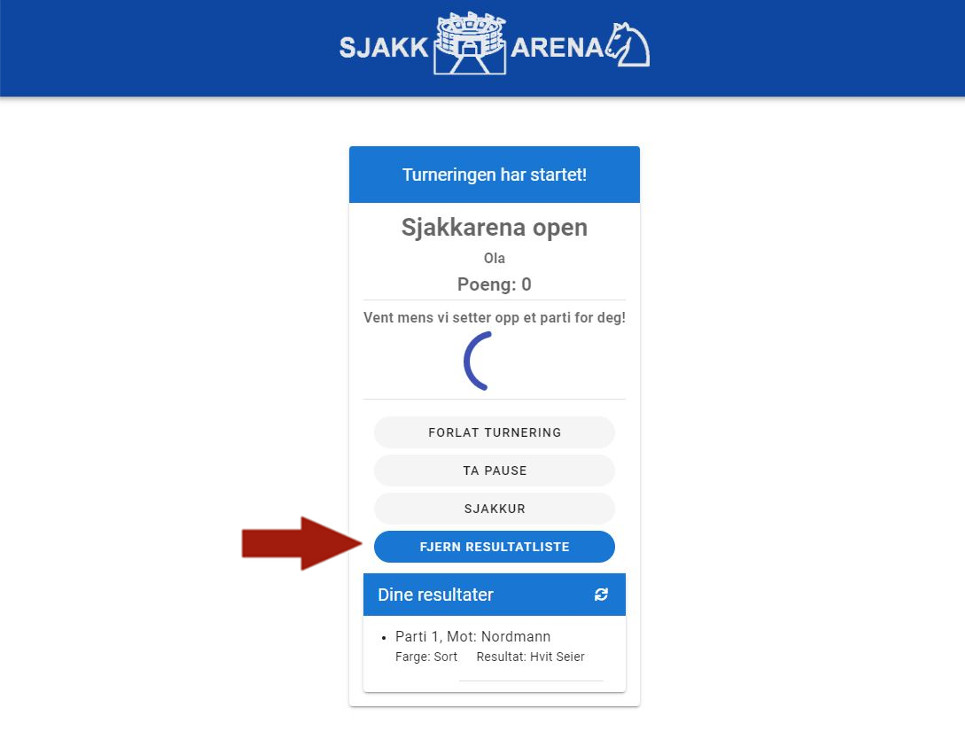 SJAKK ARENA
Turneringen har startet!
Sjakkarena open
Ola
Poeng: 0
Vent mens vi setter opp et parti for deg!
FORLAT TURNERING
TA PAUSE
SJAKKUR
FJERN RESULTATLISTE
Dine resultater
Parti 1, Mot: Nordmann
Farge: Sort Resultat: Hvit Seier